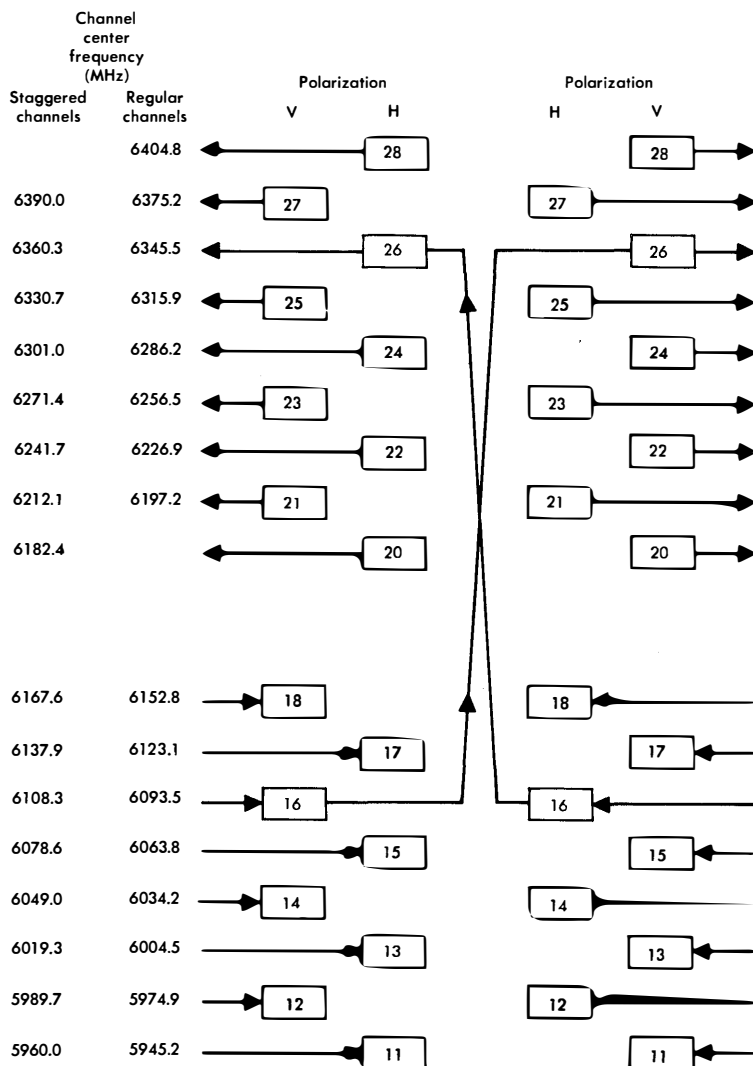 Channel
center
frequency
(MHz)
Polarization
Polarization
Staggered channels
Regular channels
V H
H V
6404.8 28 28
6390.0 6375.2 27 27
6360.3 6345.5 26 26
6330.7 6315.9 25 25
6301.0 6286.2 24 24
6271.4 6256.5 23 23
6241.7 6226.9 22 22
6212.1 6197.2 21 21
6182.4 20 20
6167.6 6152.8 18 18
6137.9 6123.1 17 17
6108.3 6093.5 16 16
6078.6 6063.8 15 15
6049.0 6034.2 14 14
6019.3 6004.5 13 13
5989.7 5974.9 12 12
5960.0 5945.2 11 11